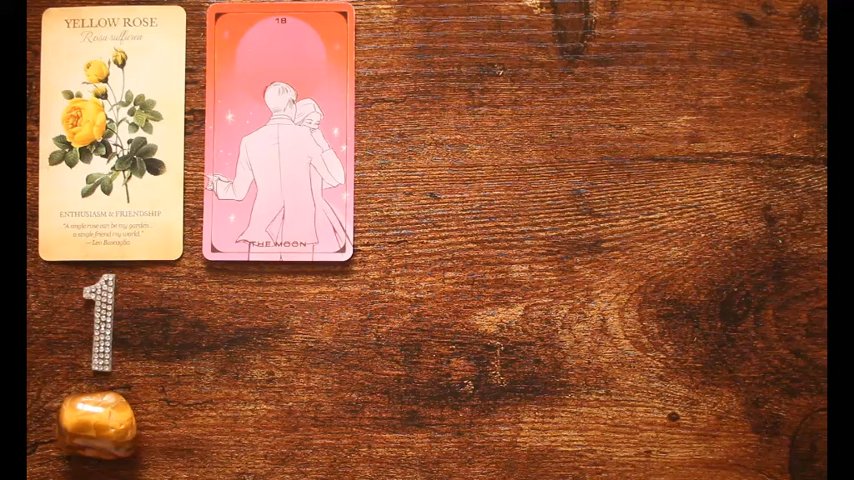 YELLOW ROSE
Rosa sulfurea
ENTHUSIASM & FRIENDSHIP
"A single rose can be my garden...
a single friend my world."
— Leo Buscaglia
18
THE MOON
1